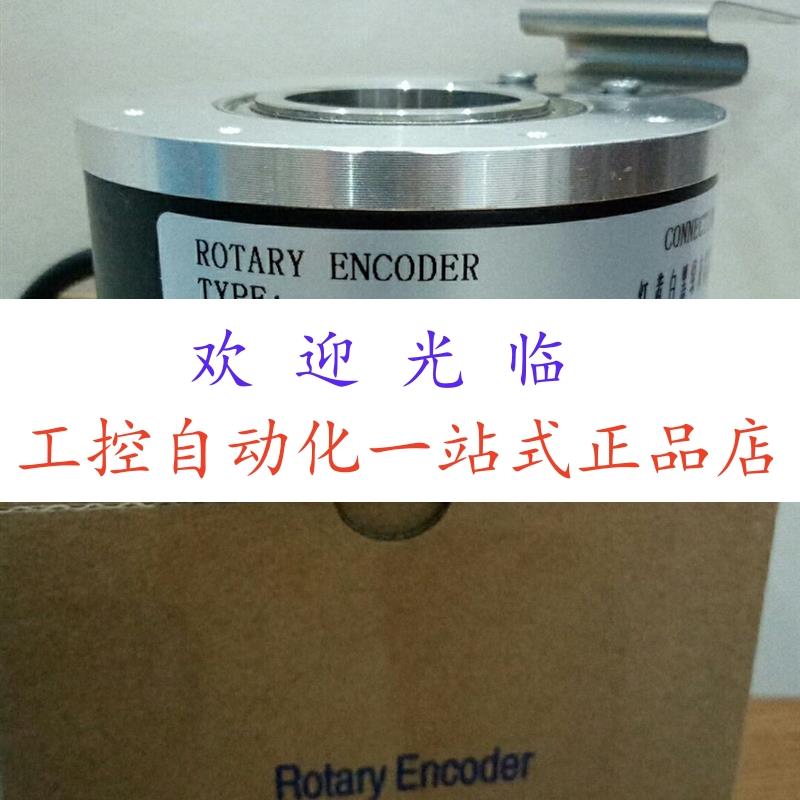 CONNECTI
ROTARY ENCODER
TYPE:
欢迎光临
工控自动化一站式正品店
Rotary Encoder